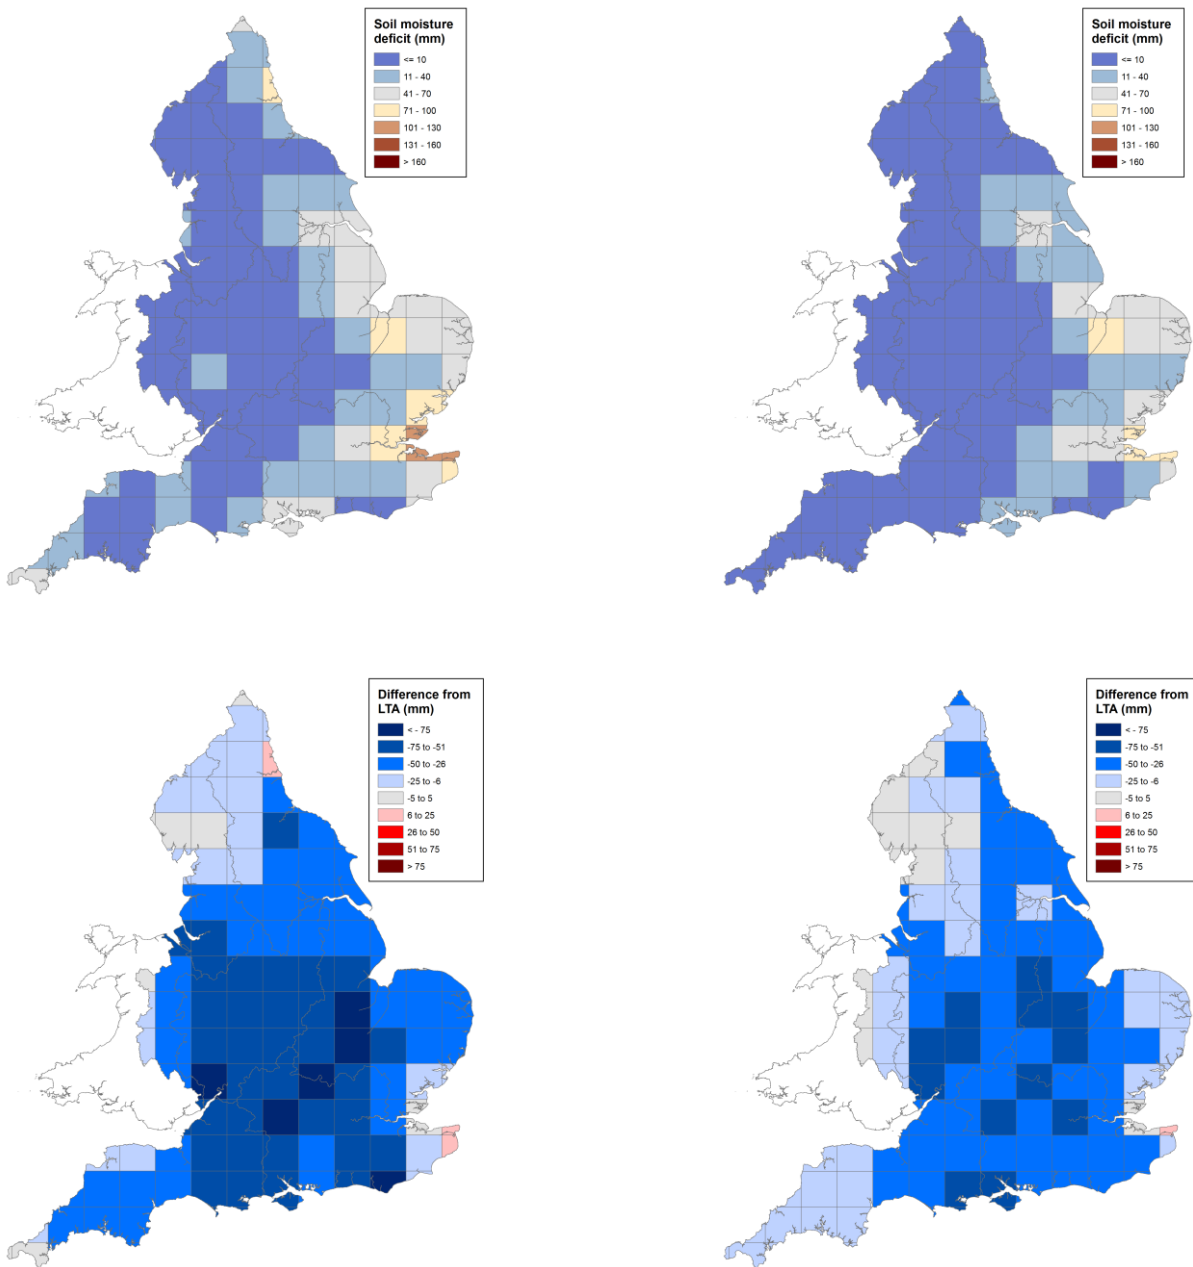 Soil moisture
deficit (mm)
<= 10
11 - 40
41 - 70
71 - 100
101 - 130
131 - 160
> 160
Soil moisture
deficit (mm)
<= 10
11 - 40
41 - 70
71 - 100
101 - 130
131 - 160
> 160
Difference from
LTA (mm)
< - 75
-75 to -51
-50 to -26
-25 to -6
-5 to 5
6 to 25
26 to 50
51 to 75
> 75
Difference from
LTA (mm)
< - 75
-75 to -51
-50 to -26
-25 to -6
-5 to 5
6 to 25
26 to 50
51 to 75
> 75